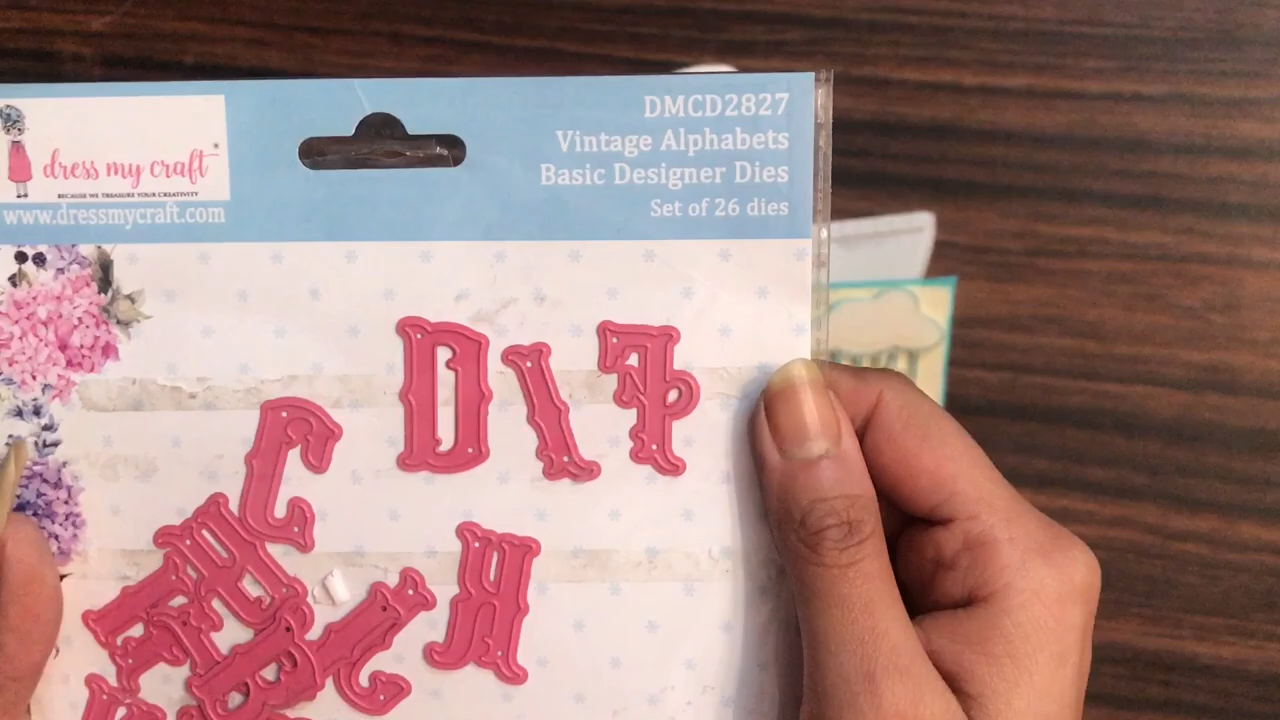 dress my craft®
BECAUSE WE TREASURE YOUR CREATIVITY
www.dressmycraft.com
DMCD2827
Vintage Alphabets
Basic Designer Dies
Set of 26 dies
D I F
C